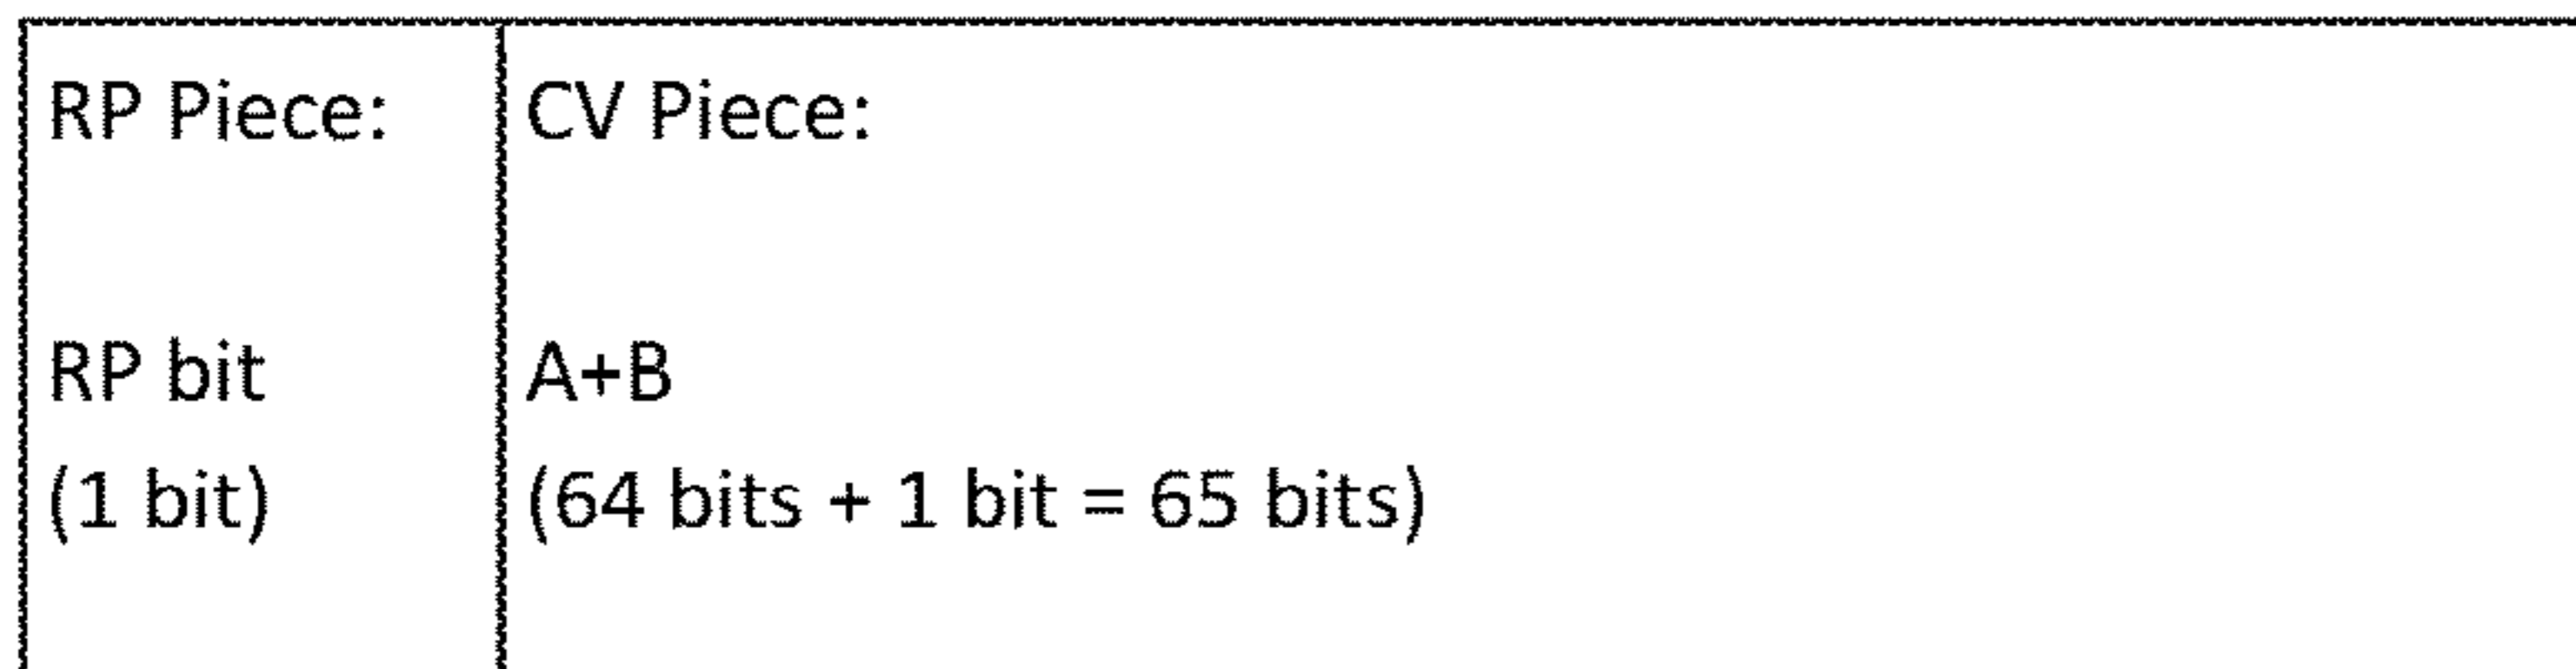 RP Piece:
RP bit
(1 bit)
CV Piece:
A+B
(64 bits + 1 bit = 65 bits)